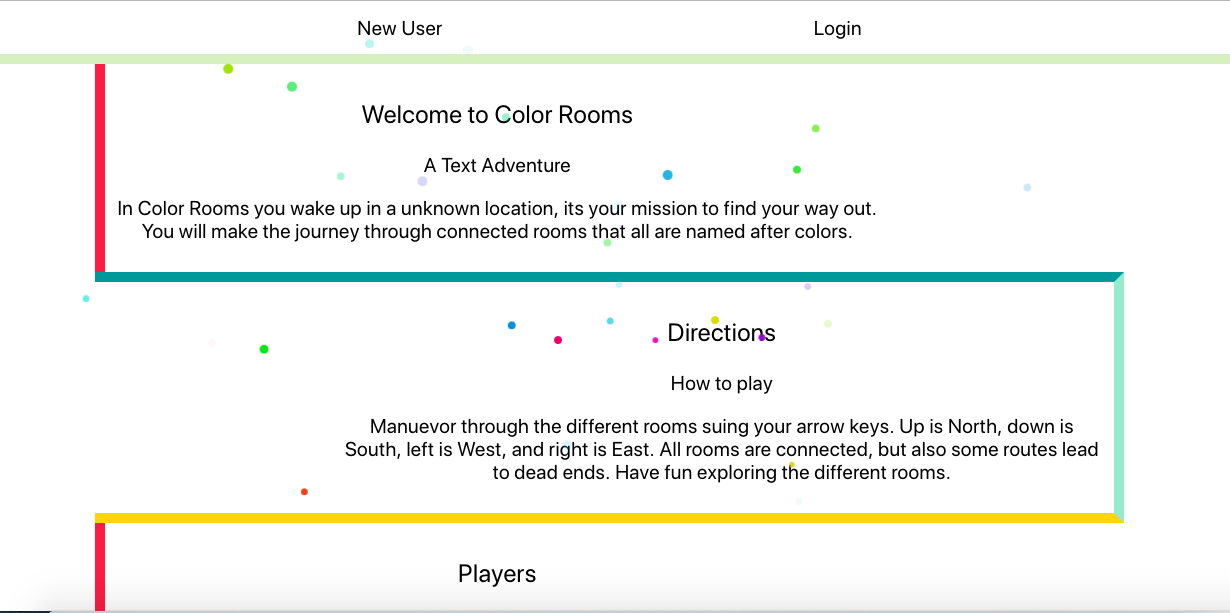 New User
Login
Welcome to Color Rooms
A Text Adventure
In Color Rooms you wake up in a unknown location, its your mission to find your way out.
You will make the journey through connected rooms that all are named after colors.
Directions
How to play
Manuevor through the different rooms suing your arrow keys. Up is North, down is
South, left is West, and right is East. All rooms are connected, but also some routes lead
to dead ends. Have fun exploring the different rooms.
Players